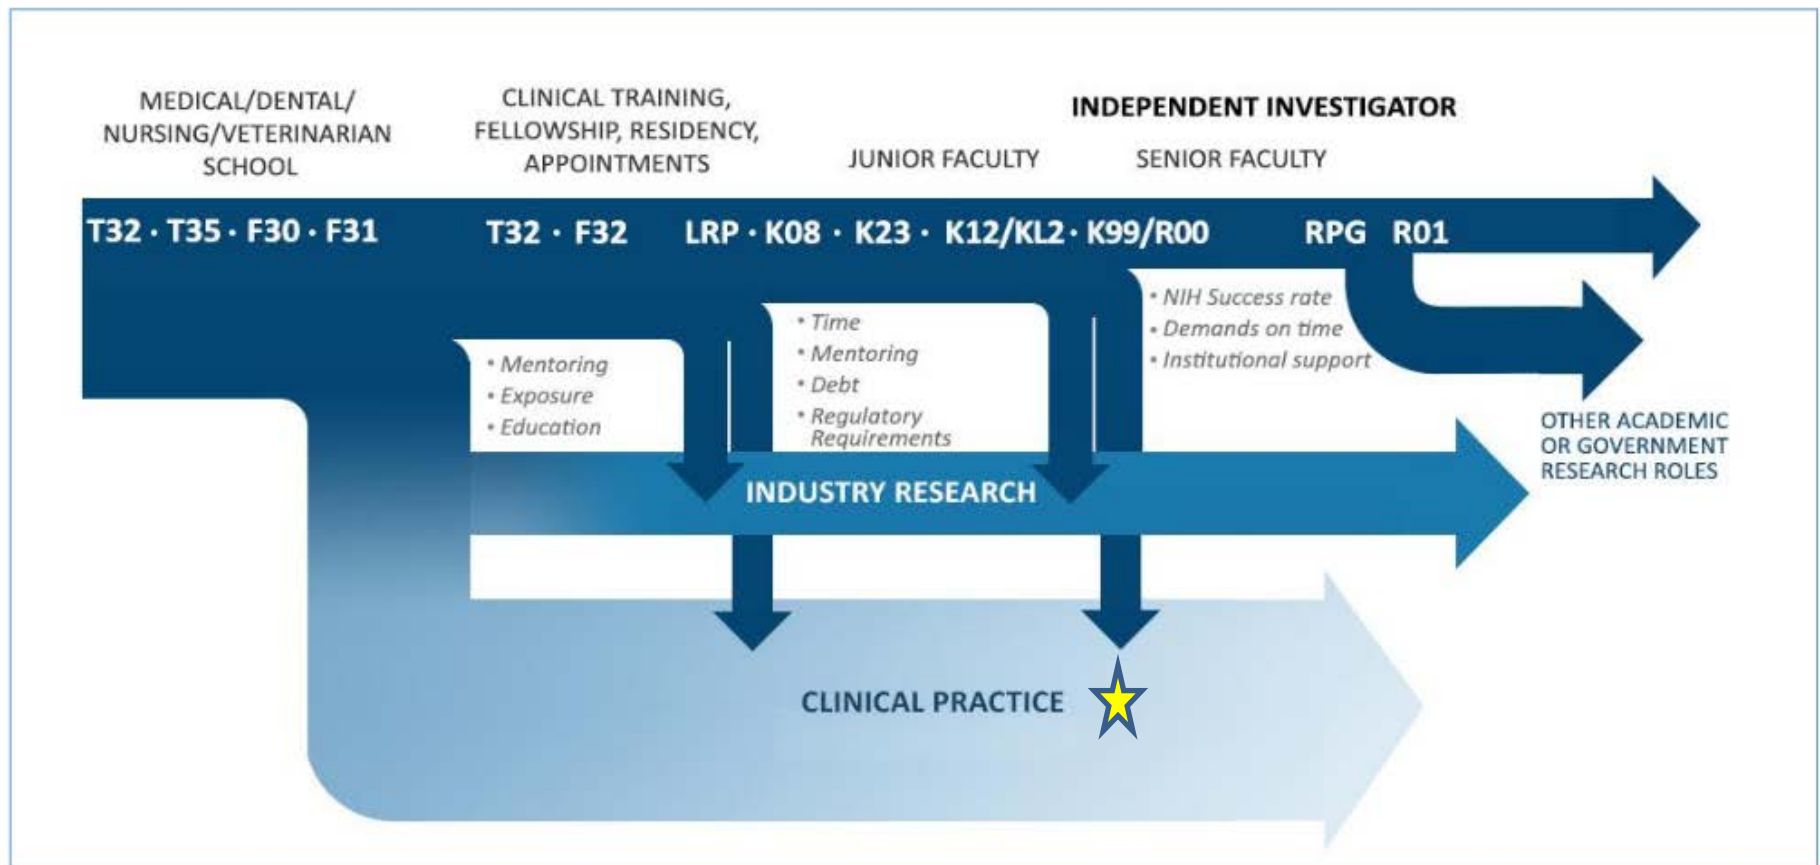 MEDICAL/DENTAL/
NURSING/VETERINARIAN
SCHOOL
CLINICAL TRAINING,
FELLOWSHIP, RESIDENCY,
APPOINTMENTS
JUNIOR FACULTY
INDEPENDENT INVESTIGATOR
SENIOR FACULTY
T32 · T35 · F30 · F31
T32 · F32
LRP · K08 · K23 · K12/KL2 · K99/R00
RPG R01
• Mentoring
• Exposure
• Education
• Time
• Mentoring
• Debt
• Regulatory
Requirements
• NIH Success rate
• Demands on time
• Institutional support
OTHER ACADEMIC
OR GOVERNMENT
RESEARCH ROLES
INDUSTRY RESEARCH
CLINICAL PRACTICE